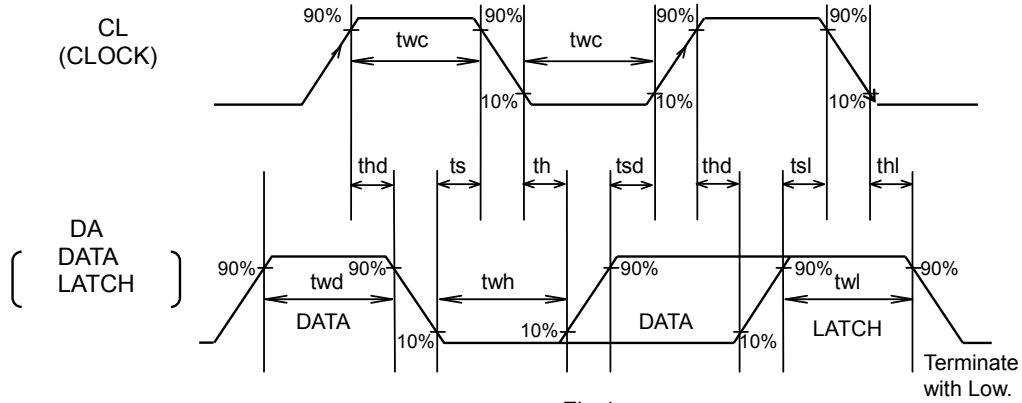 CL
(CLOCK)
90%
twc
90%
twc
90%
90%
10%
10%
10%
thd
ts
th
tsd
thd
tsl
thl
DA
DATA
LATCH
90%
twd
90%
twh
90%
90%
twl
90%
DATA
10%
10%
DATA
10%
LATCH
Terminate
with Low.